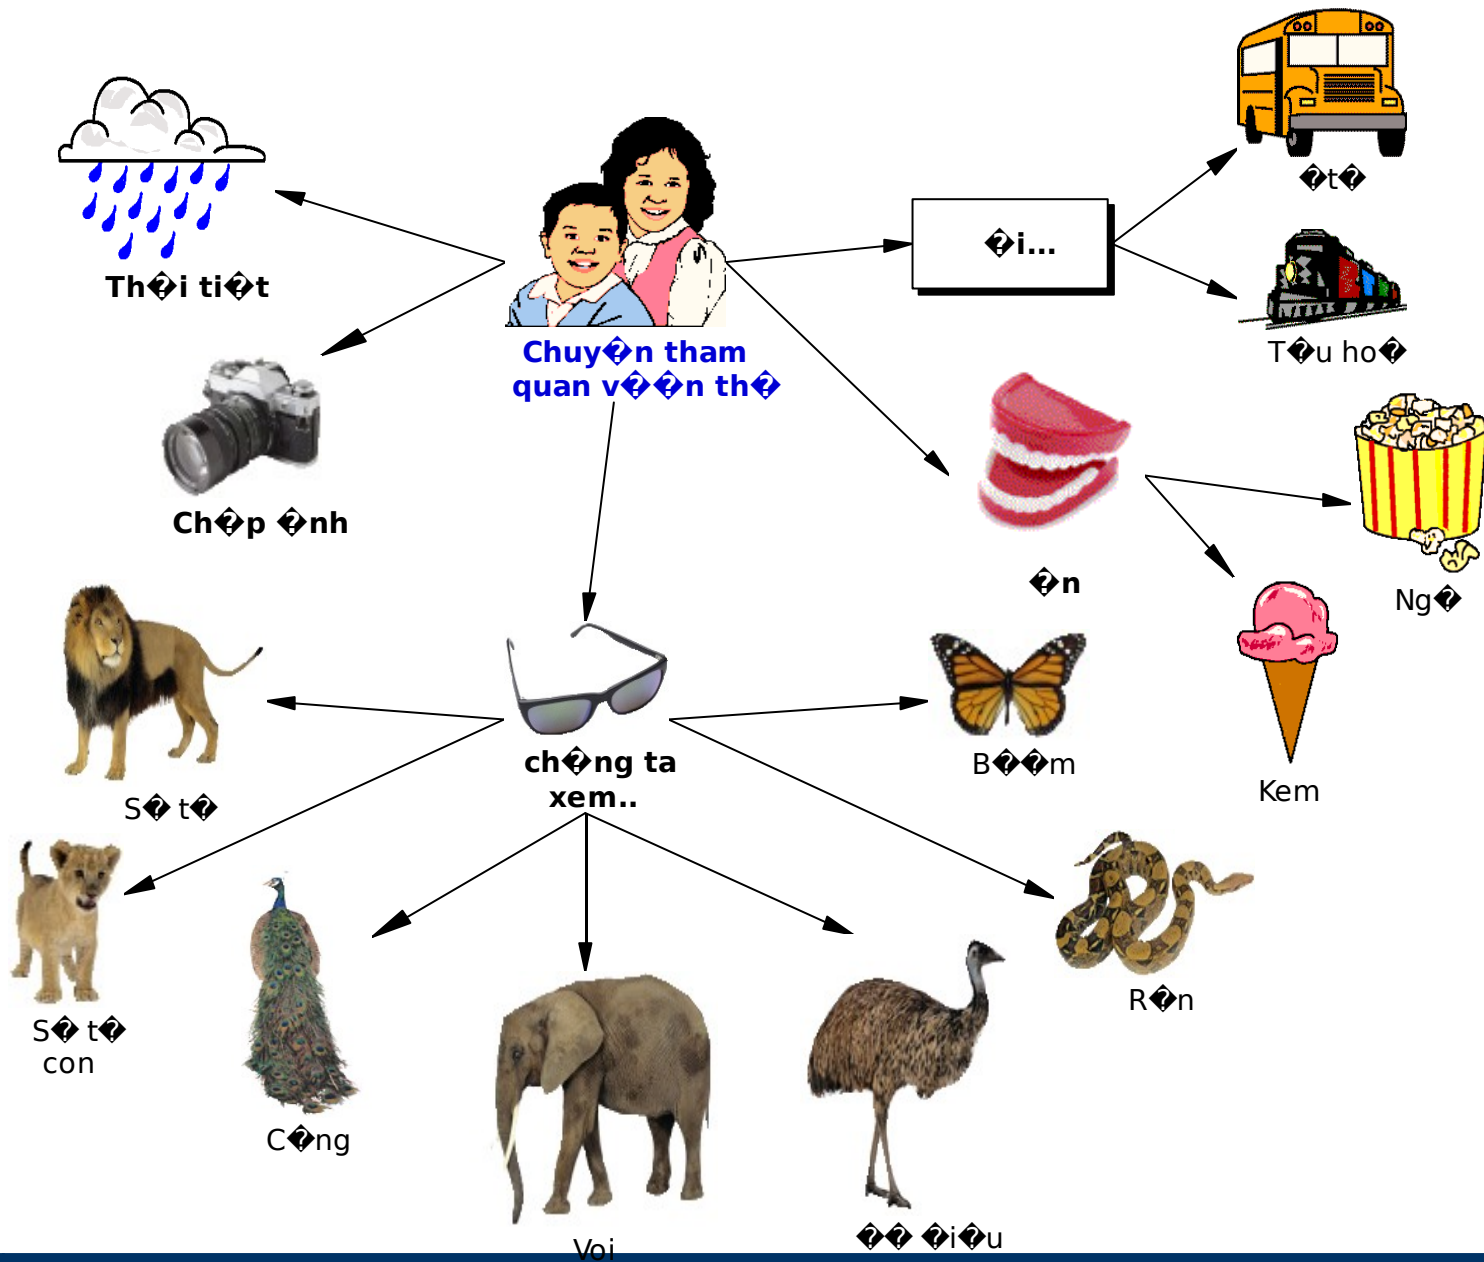 �t�
�i...
Th�i ti�t
T�u ho�
Chuy�n tham
quan v��n th�
Ch�p �nh
�n
Ng�
ch�ng ta
xem..
B��m
Kem
S� t�
R�n
S� t�
con
C�ng
�� �i�u
Voi